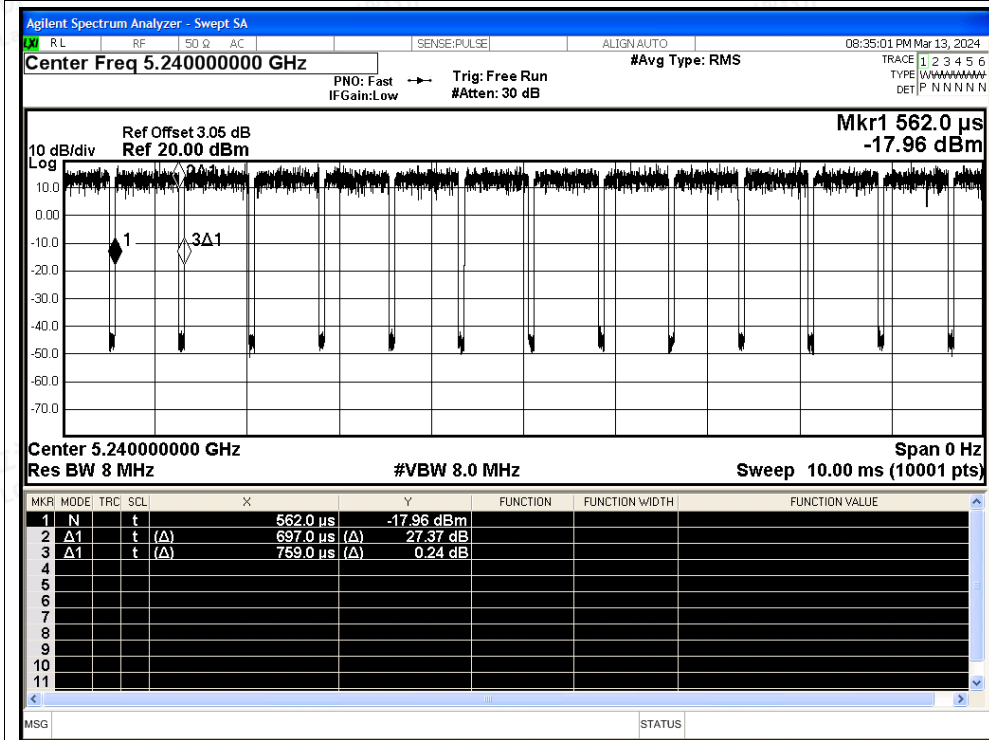 Agilent Spectrum Analyzer - Swept SA
LXI RL RF 50 Ω AC SENSE:PULSE ALIGN AUTO 08:35:01 PM Mar 13, 2024
Center Freq 5.240000000 GHz #Avg Type: RMS TRACE 1 2 3 4 5 6
PNO: Fast Trig: Free Run TYPE
IFGain:Low #Atten: 30 dB DET P N N N N N
Mkr1 562.0 µs
Ref Offset 3.05 dB
10 dB/div Ref 20.00 dBm -17.96 dBm
Log
2Δ1
10.0
0.00
-10.0
1 3Δ1
-20.0
-30.0
-40.0
-50.0
-60.0
-70.0
Center 5.240000000 GHz Span 0 Hz
Res BW 8 MHz #VBW 8.0 MHz Sweep 10.00 ms (10001 pts)
MKR MODE TRC SCL X Y FUNCTION FUNCTION WIDTH FUNCTION VALUE
1 N t 562.0 µs -17.96 dBm
2 Δ1 t (Δ) 697.0 µs (Δ) 27.37 dB
3 Δ1 t (Δ) 759.0 µs (Δ) 0.24 dB
4
5
6
7
8
9
10
11
MSG STATUS